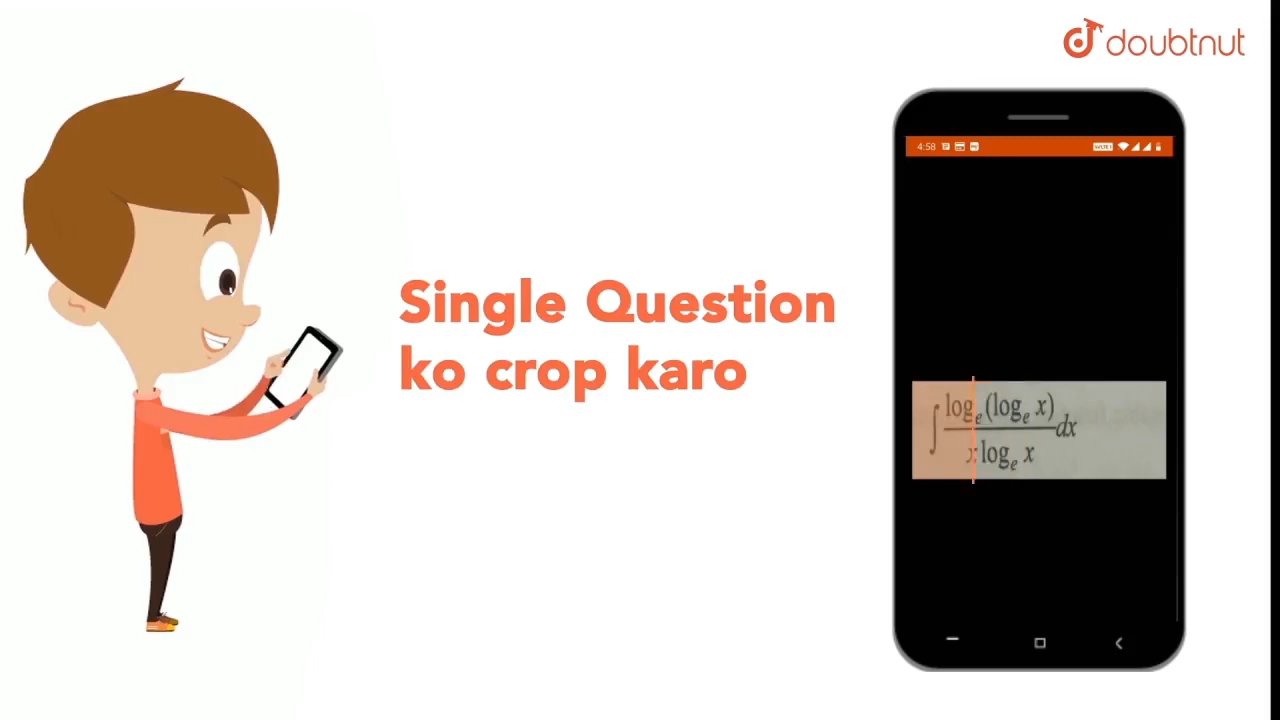 doubtnut
4:58
Single Question
ko crop karo
∫ logₑ(logₑ x) / x logₑ x dx